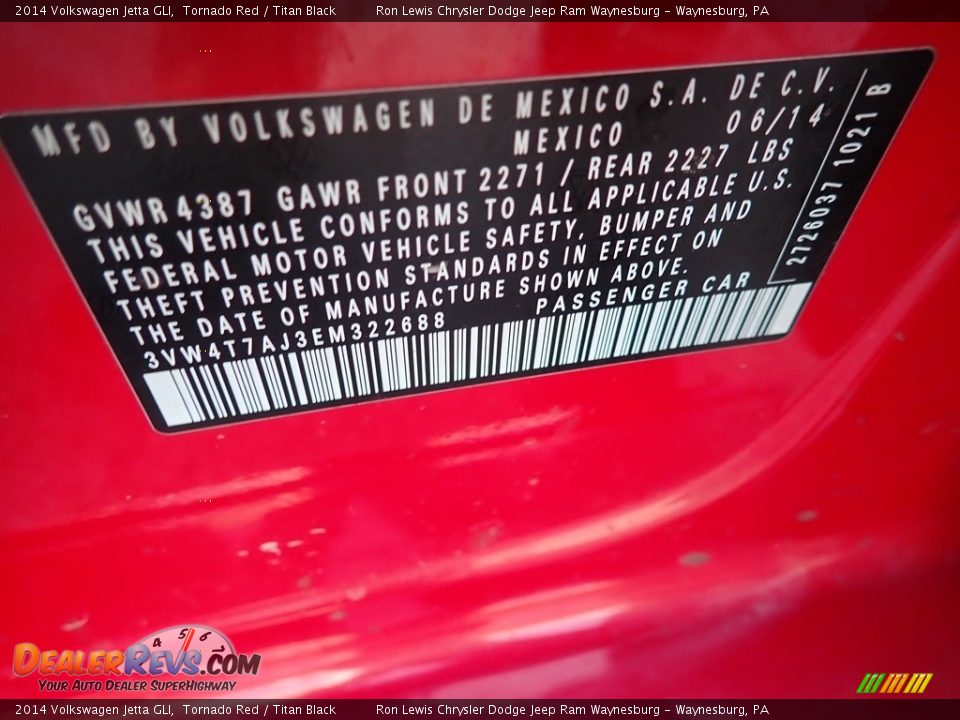 2014 Volkswagen Jetta GLI, Tornado Red / Titan Black Ron Lewis Chrysler Dodge Jeep Ram Waynesburg - Waynesburg, PA
MFD BY VOLKSWAGEN DE MEXICO S.A. DE C.V.
MEXICO 06/14
GVWR 4387 GAWR FRONT 2271 / REAR 2227 LBS
THIS VEHICLE CONFORMS TO ALL APPLICABLE U.S.
FEDERAL MOTOR VEHICLE SAFETY, BUMPER AND
THEFT PREVENTION STANDARDS IN EFFECT ON
THE DATE OF MANUFACTURE SHOWN ABOVE.
3VW4T7AJ3EM322688 PASSENGER CAR
2726037 1021 B
4 5 6
DEALERREVS.COM
YOUR AUTO DEALER SUPERHIGHWAY
2014 Volkswagen Jetta GLI, Tornado Red / Titan Black Ron Lewis Chrysler Dodge Jeep Ram Waynesburg - Waynesburg, PA